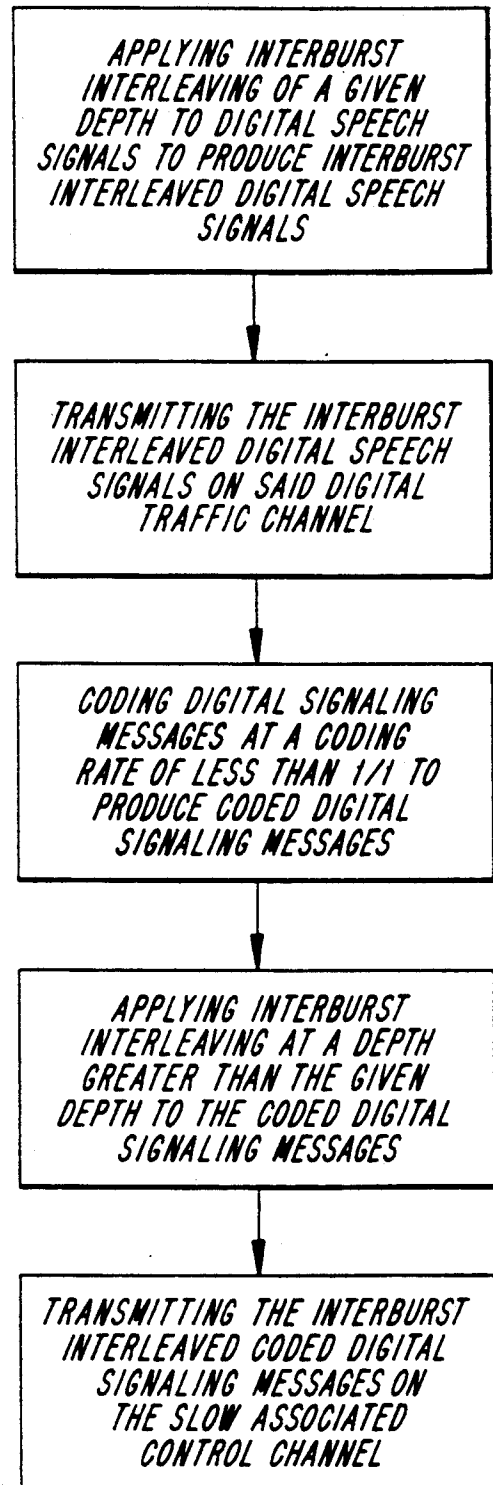 APPLYING INTERBURST
INTERLEAVING OF A GIVEN
DEPTH TO DIGITAL SPEECH
SIGNALS TO PRODUCE INTERBURST
INTERLEAVED DIGITAL SPEECH
SIGNALS
TRANSMITTING THE INTERBURST
INTERLEAVED DIGITAL SPEECH
SIGNALS ON SAID DIGITAL
TRAFFIC CHANNEL
CODING DIGITAL SIGNALING
MESSAGES AT A CODING
RATE OF LESS THAN 1/1 TO
PRODUCE CODED DIGITAL
SIGNALING MESSAGES
APPLYING INTERBURST
INTERLEAVING AT A DEPTH
GREATER THAN THE GIVEN
DEPTH TO THE CODED DIGITAL
SIGNALING MESSAGES
TRANSMITTING THE INTERBURST
INTERLEAVED CODED DIGITAL
SIGNALING MESSAGES ON
THE SLOW ASSOCIATED
CONTROL CHANNEL